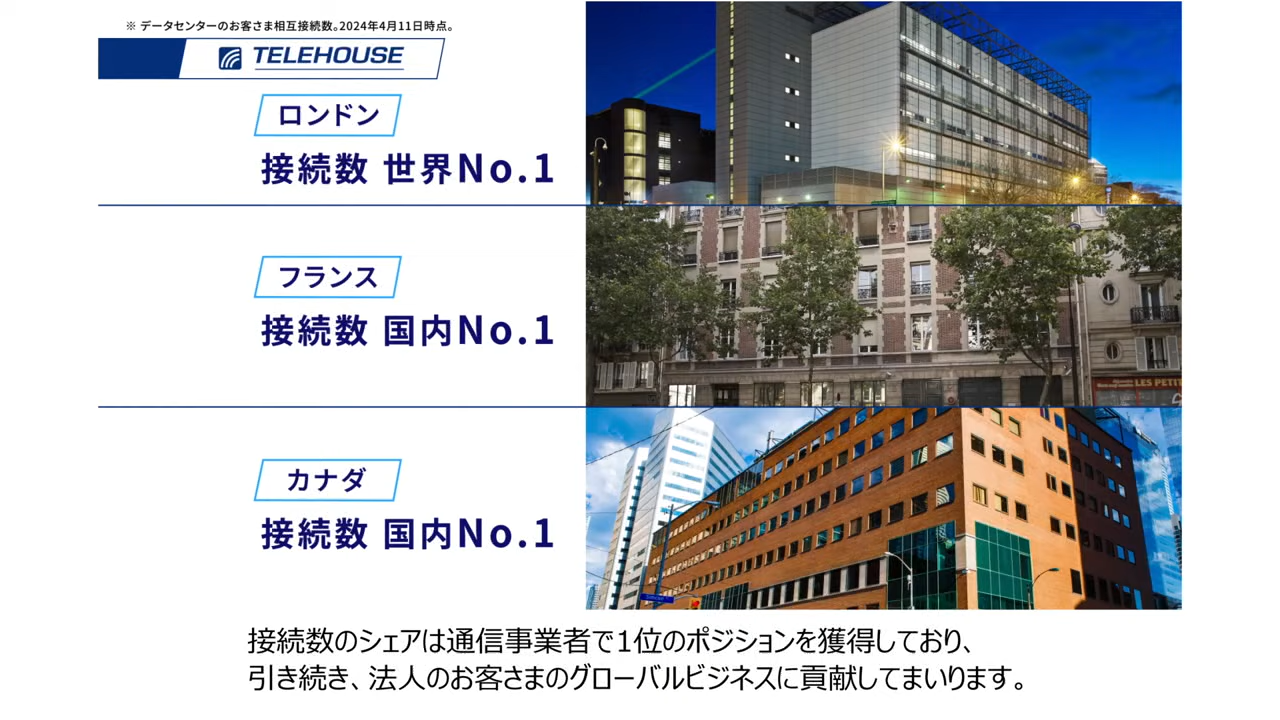 ※ データセンターのお客さま相互接続数。2024年4月11日時点。
TELEHOUSE
ロンドン
接続数 世界No.1
フランス
接続数 国内No.1
LES PETIT
カナダ
接続数 国内No.1
接続数のシェアは通信事業者で1位のポジションを獲得しており、
引き続き、法人のお客さまのグローバルビジネスに貢献してまいります。